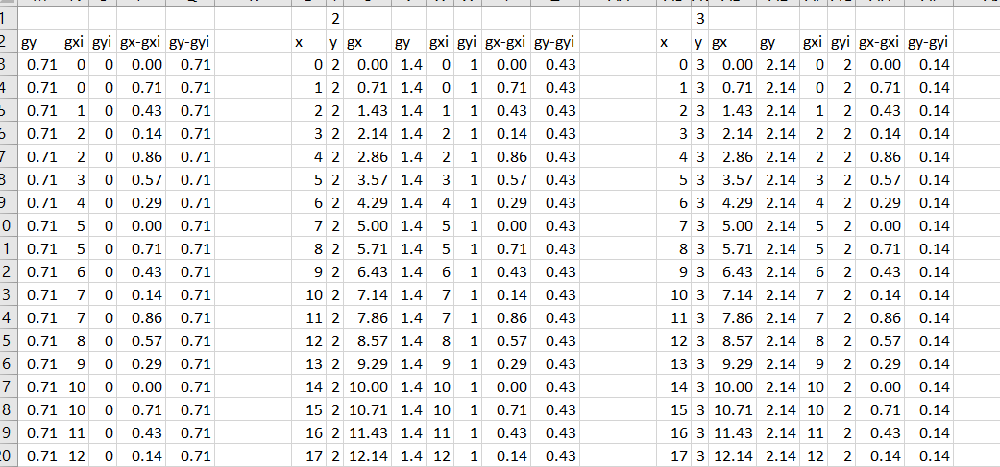 1 2 3
2 gy gxi gyi gx-gxi gy-gyi x y gx gy gxi gyi gx-gxi gy-gyi x y gx gy gxi gyi gx-gxi gy-gyi
3 0.71 0 0 0.00 0.71 0 2 0.00 1.4 0 1 0.00 0.43 0 3 0.00 2.14 0 2 0.00 0.14
4 0.71 0 0 0.71 0.71 1 2 0.71 1.4 0 1 0.71 0.43 1 3 0.71 2.14 0 2 0.71 0.14
5 0.71 1 0 0.43 0.71 2 2 1.43 1.4 1 1 0.43 0.43 2 3 1.43 2.14 1 2 0.43 0.14
6 0.71 2 0 0.14 0.71 3 2 2.14 1.4 2 1 0.14 0.43 3 3 2.14 2.14 2 2 0.14 0.14
7 0.71 2 0 0.86 0.71 4 2 2.86 1.4 2 1 0.86 0.43 4 3 2.86 2.14 2 2 0.86 0.14
8 0.71 3 0 0.57 0.71 5 2 3.57 1.4 3 1 0.57 0.43 5 3 3.57 2.14 3 2 0.57 0.14
9 0.71 4 0 0.29 0.71 6 2 4.29 1.4 4 1 0.29 0.43 6 3 4.29 2.14 4 2 0.29 0.14
0 0.71 5 0 0.00 0.71 7 2 5.00 1.4 5 1 0.00 0.43 7 3 5.00 2.14 5 2 0.00 0.14
1 0.71 5 0 0.71 0.71 8 2 5.71 1.4 5 1 0.71 0.43 8 3 5.71 2.14 5 2 0.71 0.14
2 0.71 6 0 0.43 0.71 9 2 6.43 1.4 6 1 0.43 0.43 9 3 6.43 2.14 6 2 0.43 0.14
3 0.71 7 0 0.14 0.71 10 2 7.14 1.4 7 1 0.14 0.43 10 3 7.14 2.14 7 2 0.14 0.14
4 0.71 7 0 0.86 0.71 11 2 7.86 1.4 7 1 0.86 0.43 11 3 7.86 2.14 7 2 0.86 0.14
5 0.71 8 0 0.57 0.71 12 2 8.57 1.4 8 1 0.57 0.43 12 3 8.57 2.14 8 2 0.57 0.14
6 0.71 9 0 0.29 0.71 13 2 9.29 1.4 9 1 0.29 0.43 13 3 9.29 2.14 9 2 0.29 0.14
7 0.71 10 0 0.00 0.71 14 2 10.00 1.4 10 1 0.00 0.43 14 3 10.00 2.14 10 2 0.00 0.14
8 0.71 10 0 0.71 0.71 15 2 10.71 1.4 10 1 0.71 0.43 15 3 10.71 2.14 10 2 0.71 0.14
9 0.71 11 0 0.43 0.71 16 2 11.43 1.4 11 1 0.43 0.43 16 3 11.43 2.14 11 2 0.43 0.14
20 0.71 12 0 0.14 0.71 17 2 12.14 1.4 12 1 0.14 0.43 17 3 12.14 2.14 12 2 0.14 0.14